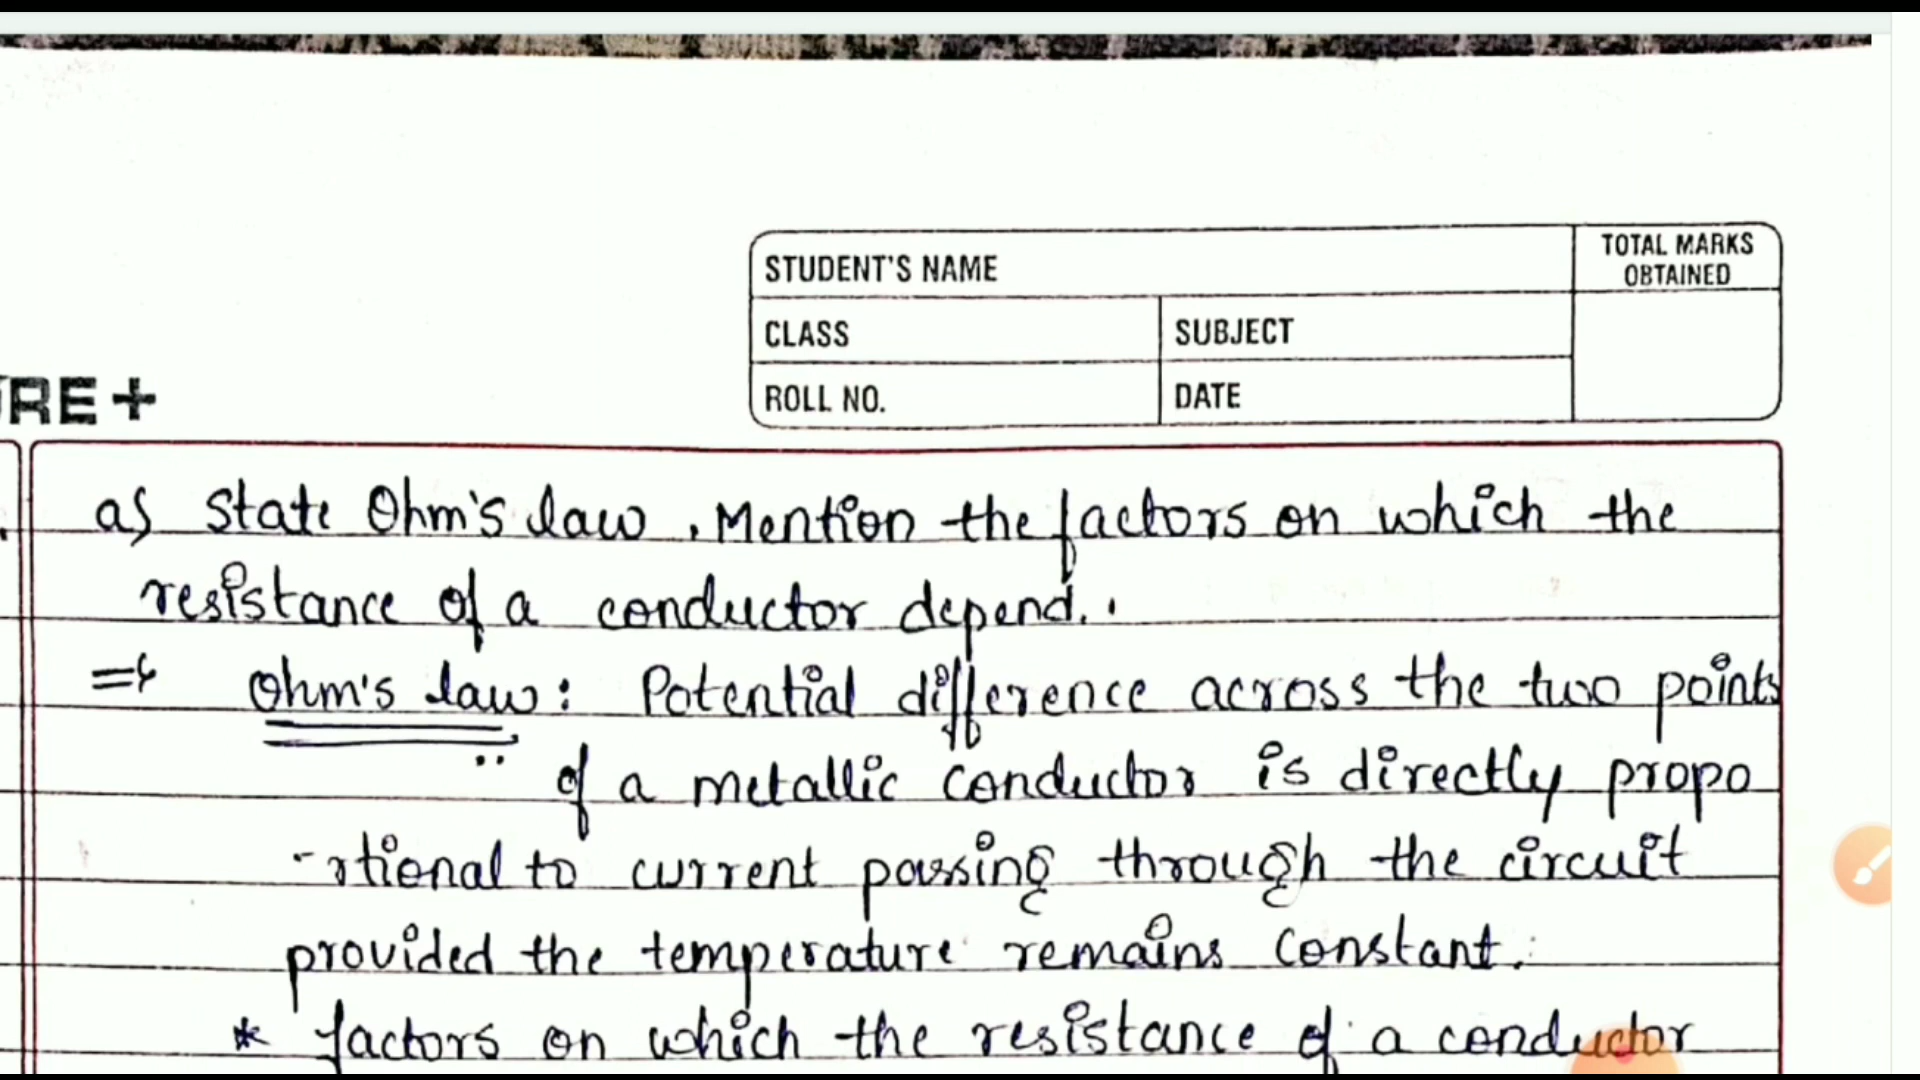 STUDENT'S NAME
TOTAL MARKS
OBTAINED
CLASS
SUBJECT
ROLL NO.
DATE
RE+
a) State Ohm's law. Mention the factors on which the
resistance of a conductor depend.
=> Ohm's law: Potential difference across the two points
of a metallic conductor is directly propo
-rtional to current passing through the circuit
provided the temperature remains constant.
* factors on which the resistance of a conductor